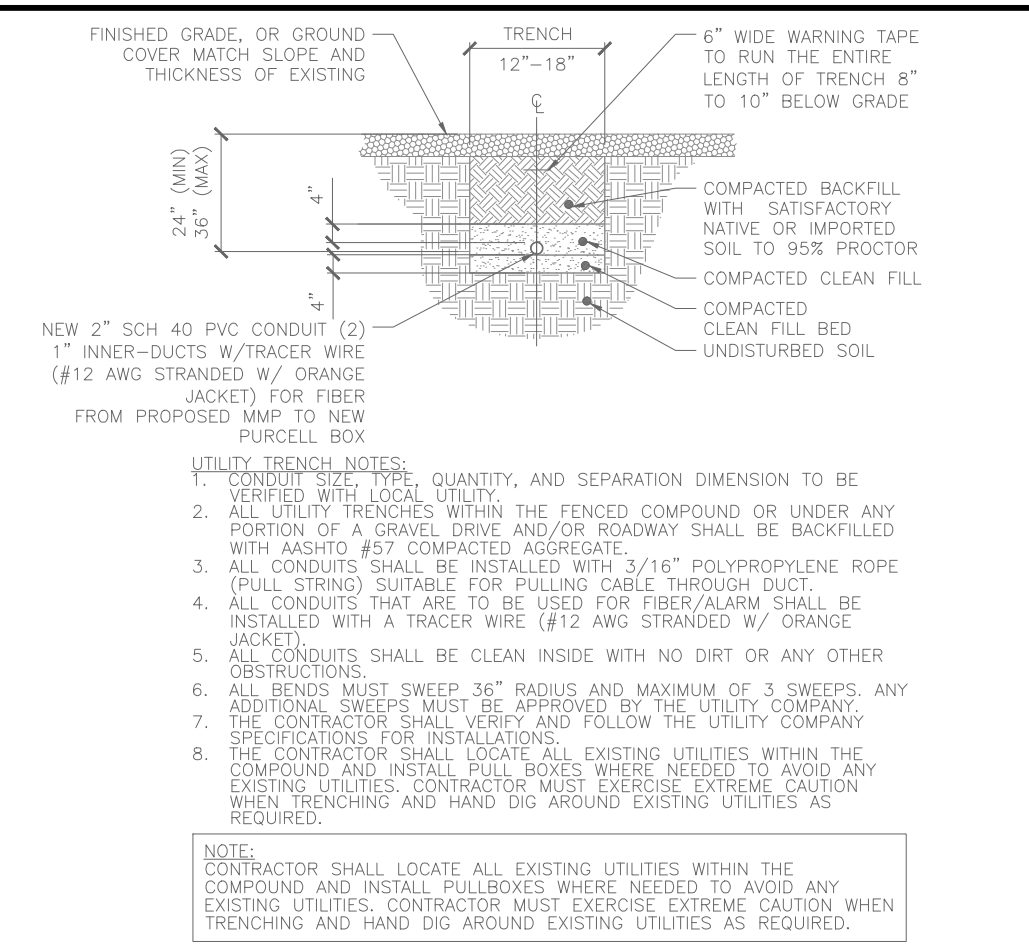 FINISHED GRADE, OR GROUND
COVER MATCH SLOPE AND
THICKNESS OF EXISTING
TRENCH
12"-18"
℄
6" WIDE WARNING TAPE
TO RUN THE ENTIRE
LENGTH OF TRENCH 8"
TO 10" BELOW GRADE
24" (MIN)
36" (MAX)
4"
4"
COMPACTED BACKFILL
WITH SATISFACTORY
NATIVE OR IMPORTED
SOIL TO 95% PROCTOR
COMPACTED CLEAN FILL
COMPACTED
CLEAN FILL BED
UNDISTURBED SOIL
NEW 2" SCH 40 PVC CONDUIT (2)
1" INNER-DUCTS W/TRACER WIRE
(#12 AWG STRANDED W/ ORANGE
JACKET) FOR FIBER
FROM PROPOSED MMP TO NEW
PURCELL BOX
UTILITY TRENCH NOTES:
1. CONDUIT SIZE, TYPE, QUANTITY, AND SEPARATION DIMENSION TO BE
VERIFIED WITH LOCAL UTILITY.
2. ALL UTILITY TRENCHES WITHIN THE FENCED COMPOUND OR UNDER ANY
PORTION OF A GRAVEL DRIVE AND/OR ROADWAY SHALL BE BACKFILLED
WITH AASHTO #57 COMPACTED AGGREGATE.
3. ALL CONDUITS SHALL BE INSTALLED WITH 3/16" POLYPROPYLENE ROPE
(PULL STRING) SUITABLE FOR PULLING CABLE THROUGH DUCT.
4. ALL CONDUITS THAT ARE TO BE USED FOR FIBER/ALARM SHALL BE
INSTALLED WITH A TRACER WIRE (#12 AWG STRANDED W/ ORANGE
JACKET).
5. ALL CONDUITS SHALL BE CLEAN INSIDE WITH NO DIRT OR ANY OTHER
OBSTRUCTIONS.
6. ALL BENDS MUST SWEEP 36" RADIUS AND MAXIMUM OF 3 SWEEPS. ANY
ADDITIONAL SWEEPS MUST BE APPROVED BY THE UTILITY COMPANY.
7. THE CONTRACTOR SHALL VERIFY AND FOLLOW THE UTILITY COMPANY
SPECIFICATIONS FOR INSTALLATIONS.
8. THE CONTRACTOR SHALL LOCATE ALL EXISTING UTILITIES WITHIN THE
COMPOUND AND INSTALL PULL BOXES WHERE NEEDED TO AVOID ANY
EXISTING UTILITIES. CONTRACTOR MUST EXERCISE EXTREME CAUTION
WHEN TRENCHING AND HAND DIG AROUND EXISTING UTILITIES AS
REQUIRED.
NOTE:
CONTRACTOR SHALL LOCATE ALL EXISTING UTILITIES WITHIN THE
COMPOUND AND INSTALL PULLBOXES WHERE NEEDED TO AVOID ANY
EXISTING UTILITIES. CONTRACTOR MUST EXERCISE EXTREME CAUTION WHEN
TRENCHING AND HAND DIG AROUND EXISTING UTILITIES AS REQUIRED.